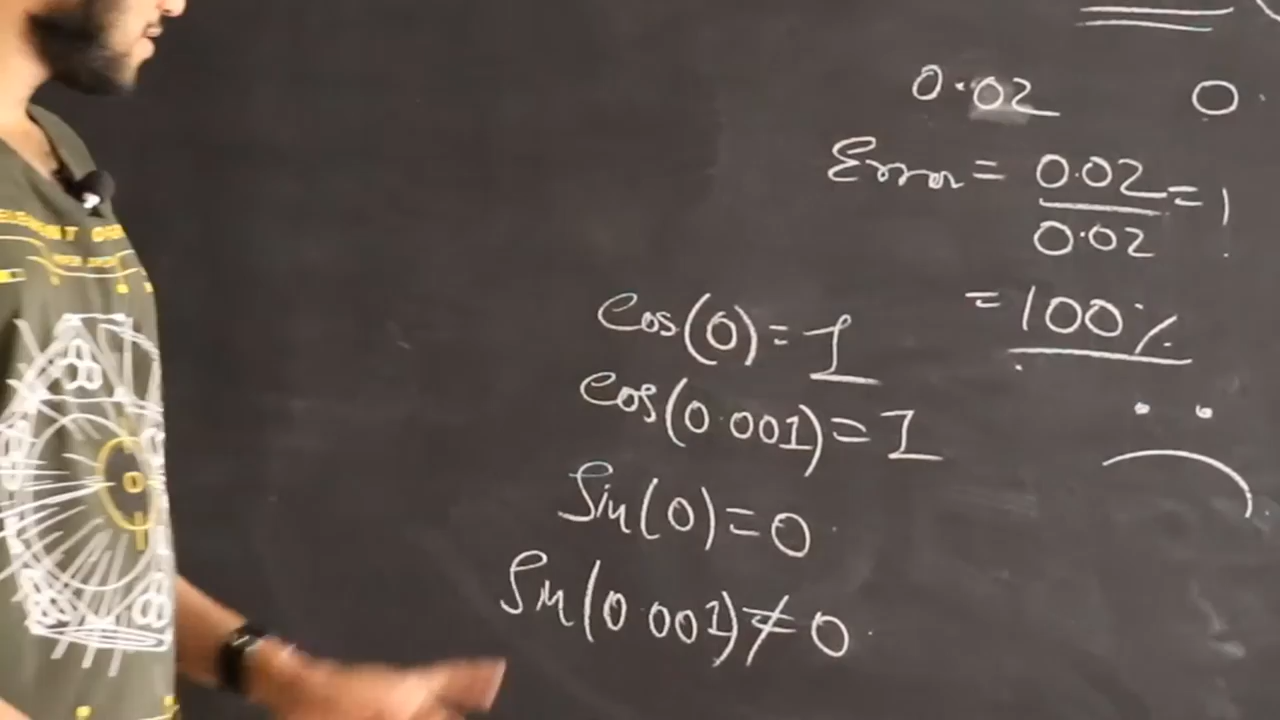 0.02 0.
Error = 0.02/0.02 = 1
= 100%
Cos(0) = 1
Cos(0.001) = 1
Sin(0) = 0
Sin(0.001) ≠ 0